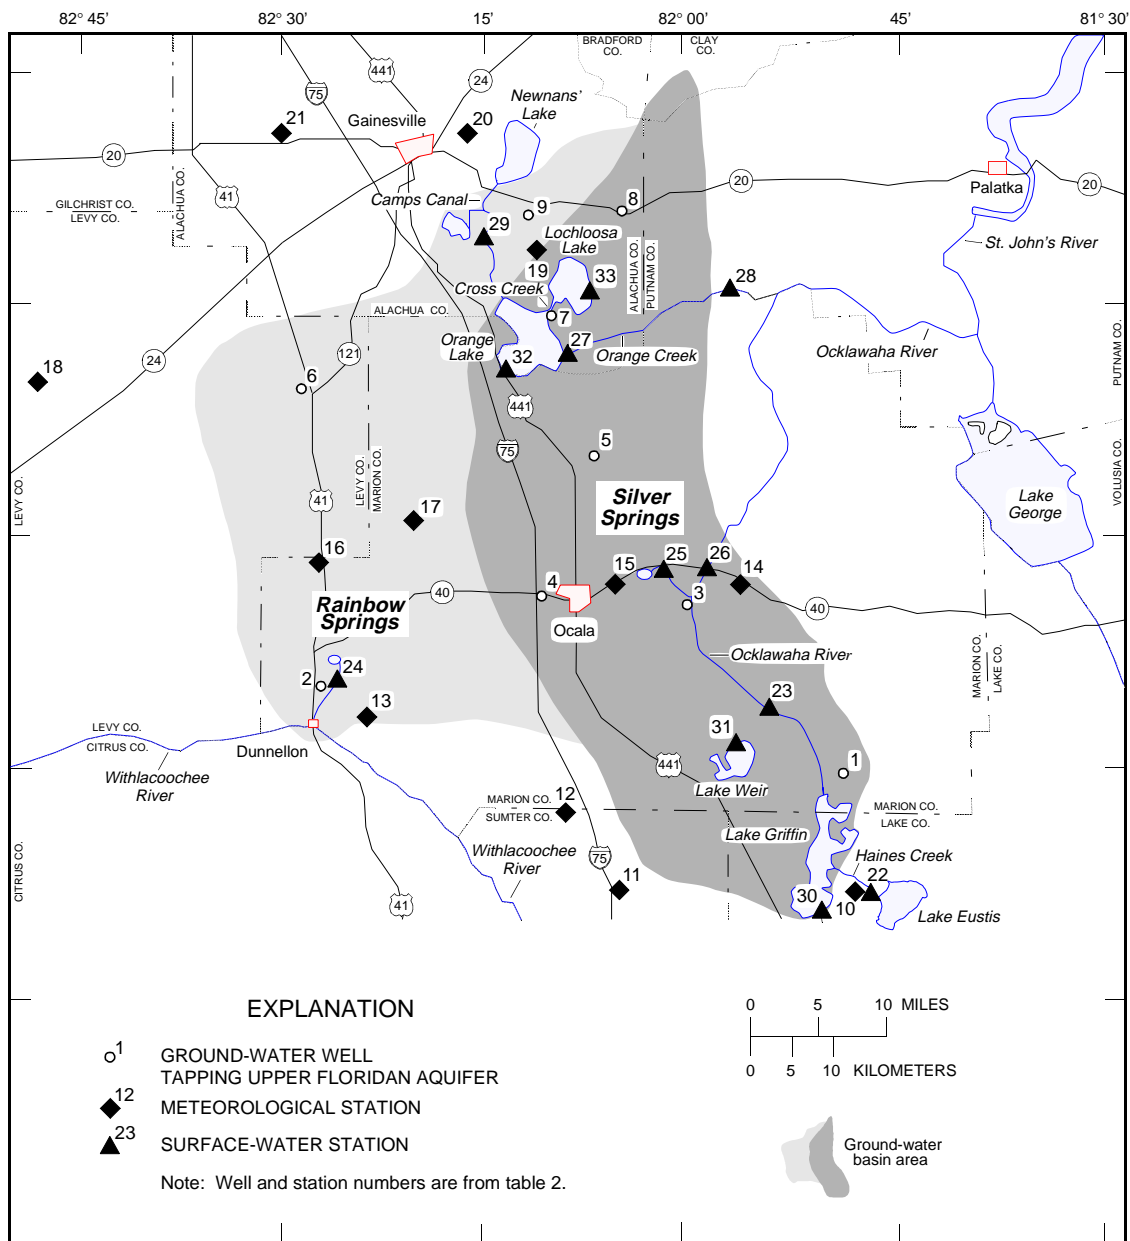 82° 45' 82° 30' 15' 82° 00' 45' 81° 30'
BRADFORD CO. CLAY CO.
441
24
75
Newnans' Lake
21
Gainesville
20
20
Palatka
20
20
41
ALACHUA CO.
Camps Canal
9
8
GILCHRIST CO.
LEVY CO.
29
Lochloosa Lake
St. John's River
19
33
ALACHUA CO.
PUTNAM CO.
28
Cross Creek
ALACHUA CO.
7
Orange Lake
27
Orange Creek
Ocklawaha River
PUTNAM CO.
121
24
18
32
6
441
5
75
LEVY CO.
MARION CO.
LEVY CO.
41
17
Silver Springs
Lake George
VOLUSIA CO.
16
15
25
26
14
40
4
3
40
Rainbow Springs
Ocala
Ocklawaha River
MARION CO.
LAKE CO.
24
2
13
23
LEVY CO.
CITRUS CO.
Dunnellon
31
1
Withlacoochee River
441
Lake Weir
MARION CO.
SUMTER CO.
12
MARION CO.
LAKE CO.
Lake Griffin
Withlacoochee River
75
Haines Creek
CITRUS CO.
11
22
41
30
10
Lake Eustis
EXPLANATION
1 GROUND-WATER WELL
TAPPING UPPER FLORIDAN AQUIFER
12 METEOROLOGICAL STATION
23 SURFACE-WATER STATION
Note: Well and station numbers are from table 2.
0 5 10 MILES
0 5 10 KILOMETERS
Ground-water
basin area